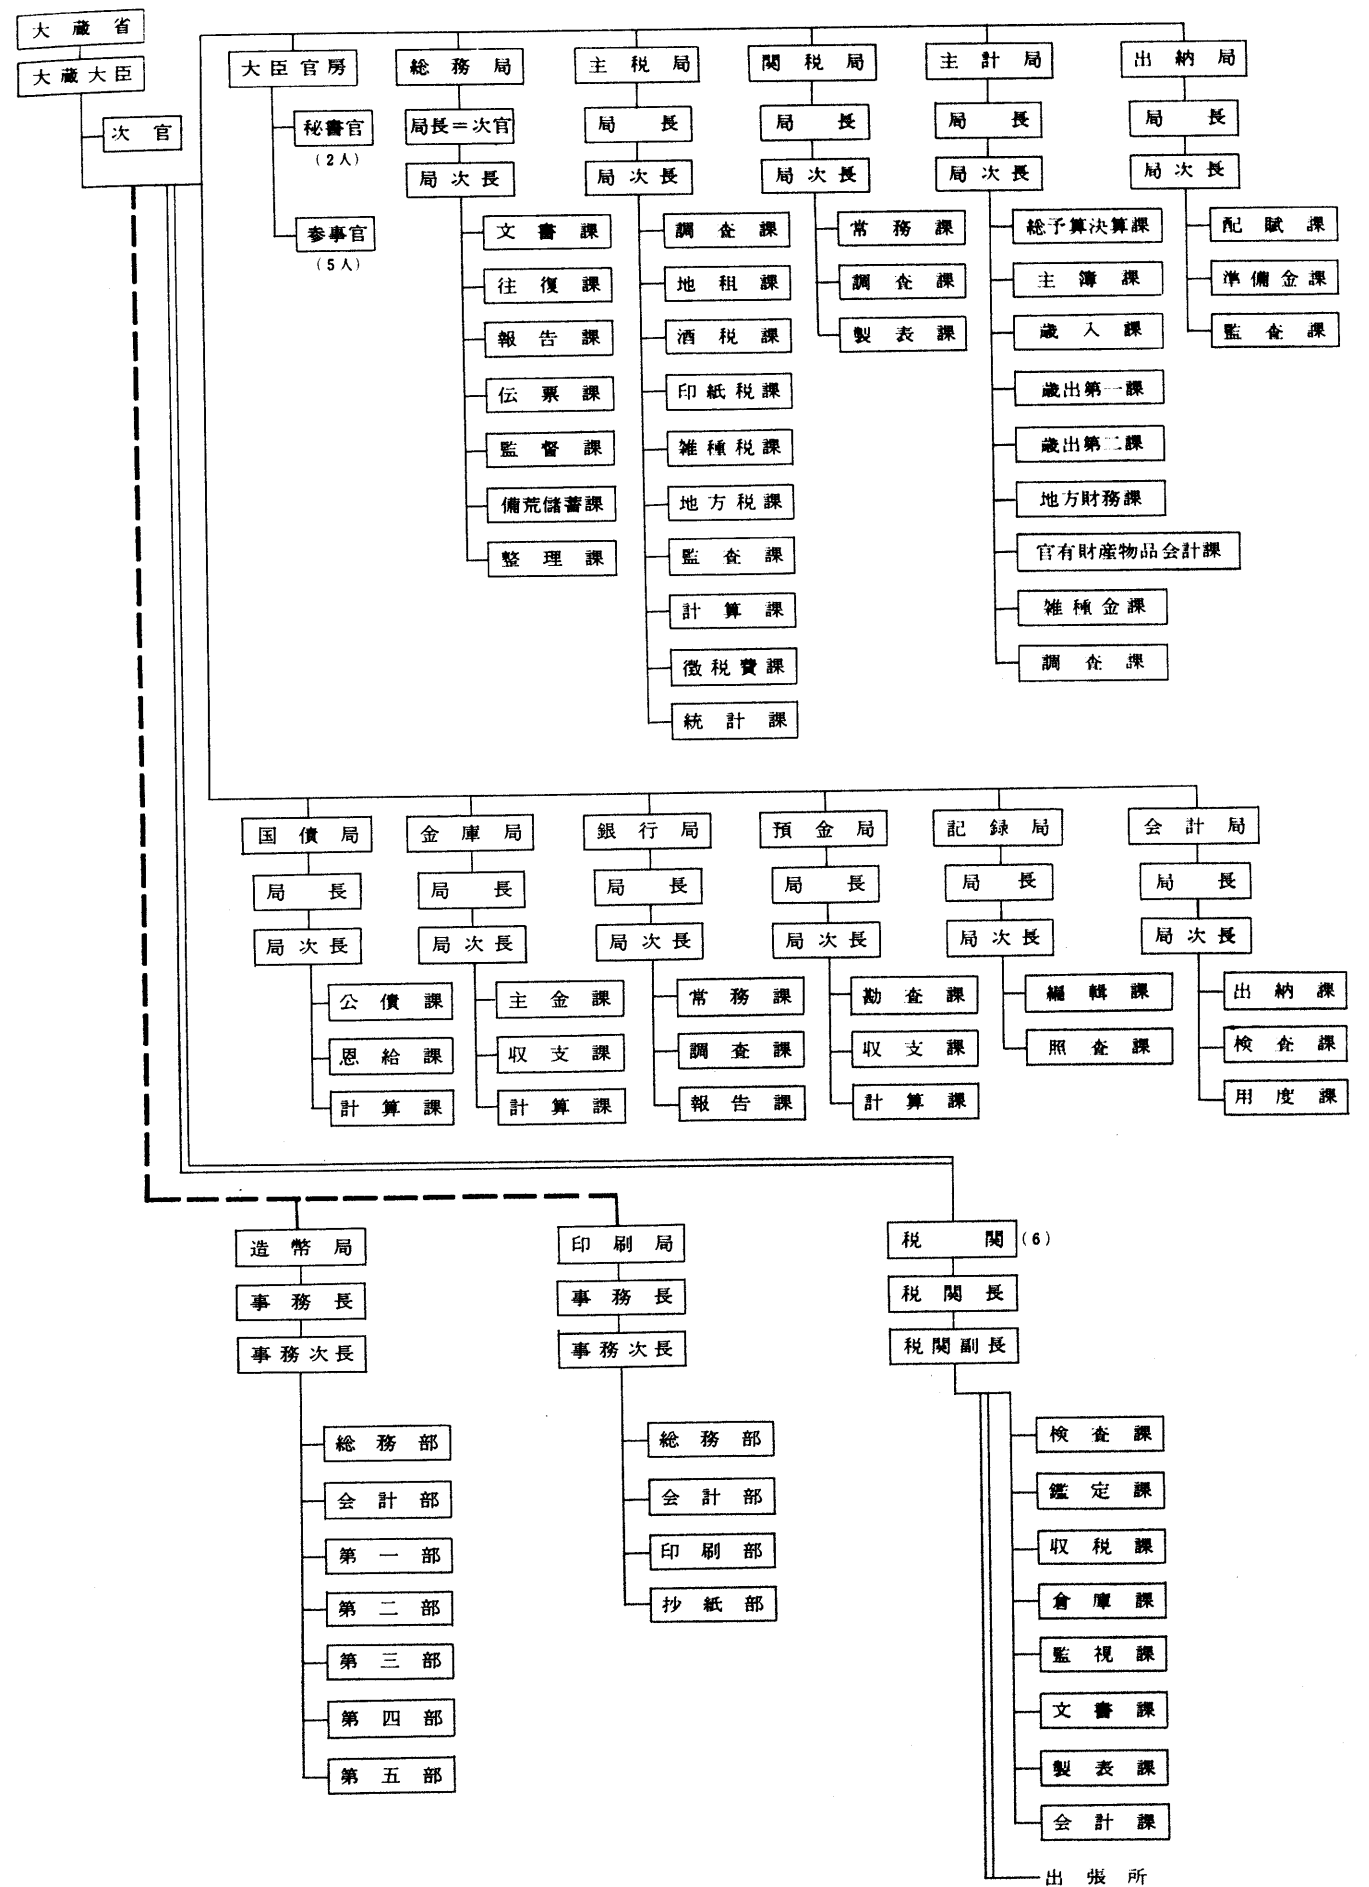 大蔵省
大蔵大臣
次官
大臣官房
秘書官
(2人)
参事官
(5人)
総務局
局長=次官
局次長
文書課
往復課
報告課
伝票課
監督課
備荒儲蓄課
整理課
主税局
局長
局次長
調査課
地租課
酒税課
印紙税課
雑種税課
地方税課
監査課
計算課
徴税費課
統計課
関税局
局長
局次長
常務課
調査課
製表課
主計局
局長
局次長
総予算決算課
主簿課
歳入課
歳出第一課
歳出第二課
地方財務課
官有財産物品会計課
雑種金課
調査課
出納局
局長
局次長
配賦課
準備金課
監査課
国債局
局長
局次長
公債課
恩給課
計算課
金庫局
局長
局次長
主金課
収支課
計算課
銀行局
局長
局次長
常務課
調査課
報告課
預金局
局長
局次長
勘査課
収支課
計算課
記録局
局長
局次長
編輯課
照査課
会計局
局長
局次長
出納課
検査課
用度課
造幣局
事務長
事務次長
総務部
会計部
第一部
第二部
第三部
第四部
第五部
印刷局
事務長
事務次長
総務部
会計部
印刷部
抄紙部
税関(6)
税関長
税関副長
検査課
鑑定課
収税課
倉庫課
監視課
文書課
製表課
会計課
出張所